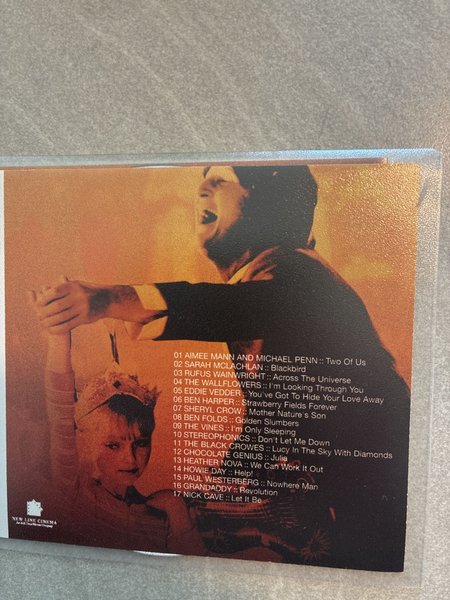 01 AIMEE MANN AND MICHAEL PENN :: Two Of Us
02 SARAH MCLACHLAN :: Blackbird
03 RUFUS WAINWRIGHT :: Across The Universe
04 THE WALLFLOWERS :: I'm Looking Through You
05 EDDIE VEDDER :: You've Got To Hide Your Love Away
06 BEN HARPER :: Strawberry Fields Forever
07 SHERYL CROW :: Mother Nature's Son
08 BEN FOLDS :: Golden Slumbers
09 THE VINES :: I'm Only Sleeping
10 STEREOPHONICS :: Don't Let Me Down
11 THE BLACK CROWES :: Lucy In The Sky With Diamonds
12 CHOCOLATE GENIUS :: Julia
13 HEATHER NOVA :: We Can Work It Out
14 HOWIE DAY :: Help!
15 PAUL WESTERBERG :: Nowhere Man
16 GRANDADDY :: Revolution
17 NICK CAVE :: Let It Be
NEW LINE CINEMA